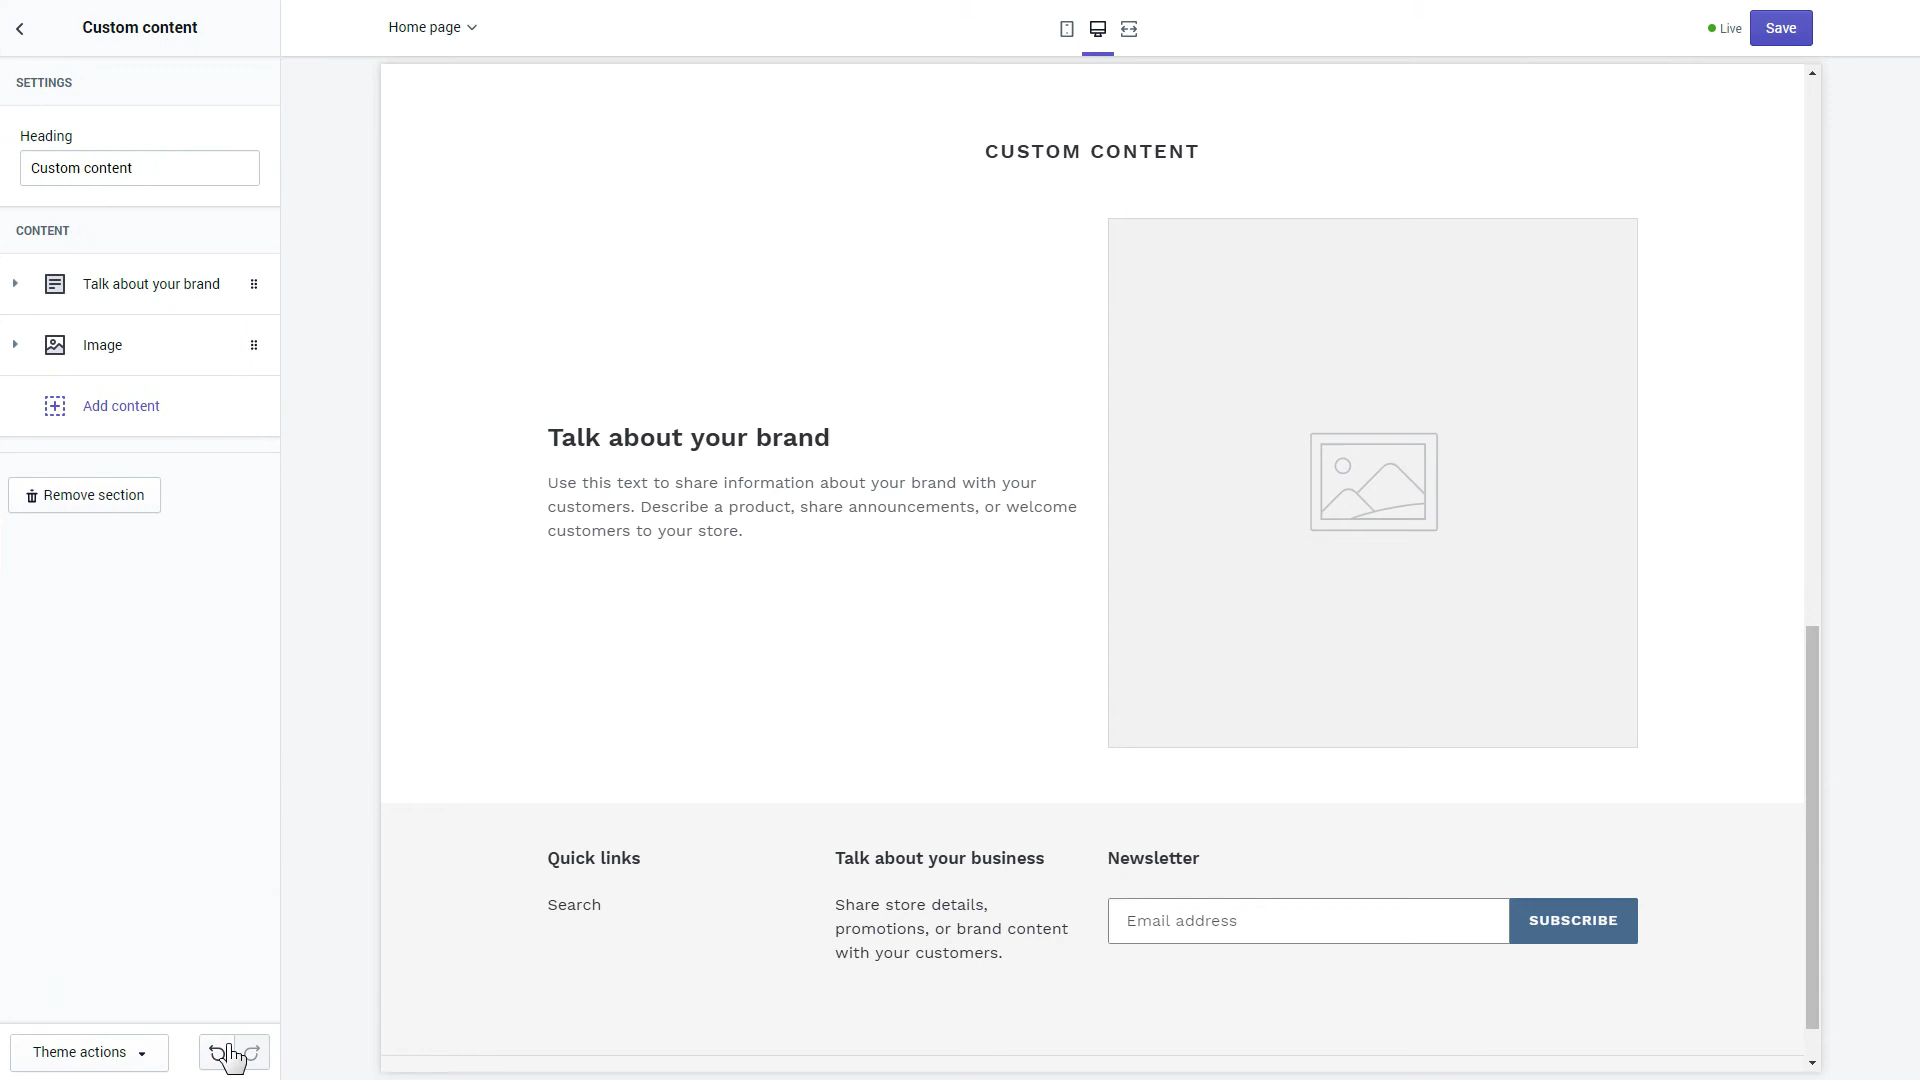 Custom content
Home page
Live
Save
SETTINGS
Heading
Custom content
CONTENT
Talk about your brand
Image
Add content
Remove section
Theme actions
CUSTOM CONTENT
Talk about your brand
Use this text to share information about your brand with your
customers. Describe a product, share announcements, or welcome
customers to your store.
Quick links
Search
Talk about your business
Share store details,
promotions, or brand content
with your customers.
Newsletter
Email address
SUBSCRIBE